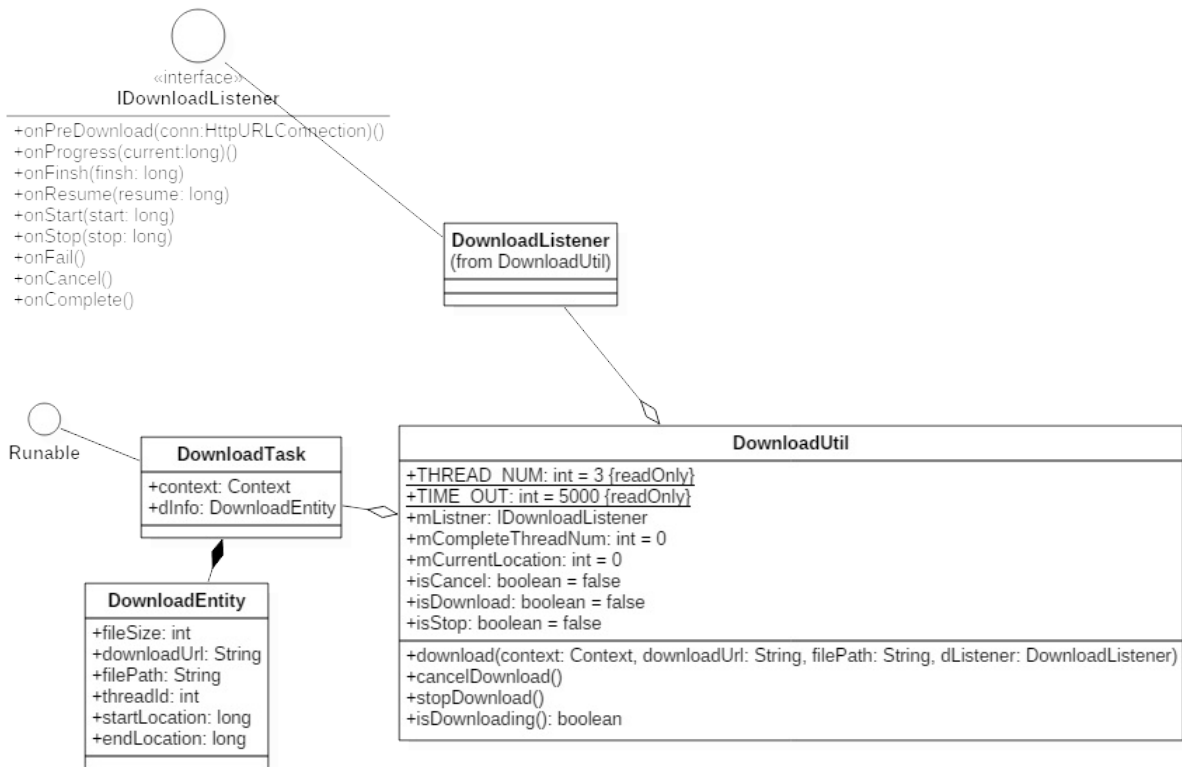 «interface»
IDownloadListener
+onPreDownload(conn:HttpURLConnection)()
+onProgress(current:long)()
+onFinsh(finsh: long)
+onResume(resume: long)
+onStart(start: long)
+onStop(stop: long)
+onFail()
+onCancel()
+onComplete()
DownloadListener
(from DownloadUtil)
Runable
DownloadTask
+context: Context
+dInfo: DownloadEntity
DownloadEntity
+fileSize: int
+downloadUrl: String
+filePath: String
+threadId: int
+startLocation: long
+endLocation: long
DownloadUtil
+THREAD_NUM: int = 3 {readOnly}
+TIME_OUT: int = 5000 {readOnly}
+mListner: IDownloadListener
+mCompleteThreadNum: int = 0
+mCurrentLocation: int = 0
+isCancel: boolean = false
+isDownload: boolean = false
+isStop: boolean = false
+download(context: Context, downloadUrl: String, filePath: String, dListener: DownloadListener)
+cancelDownload()
+stopDownload()
+isDownloading(): boolean